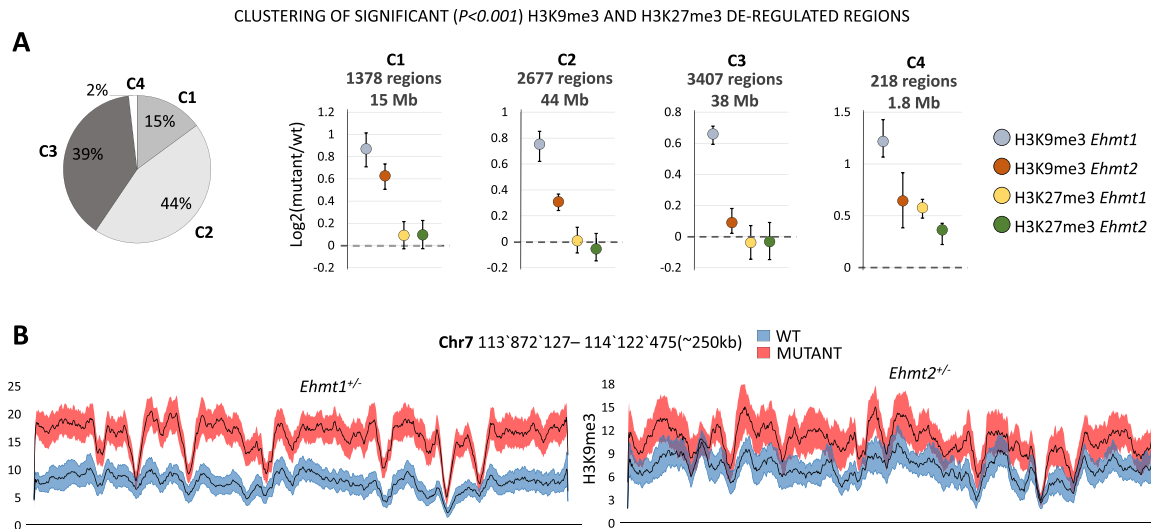 CLUSTERING OF SIGNIFICANT (P<0.001) H3K9me3 AND H3K27me3 DE-REGULATED REGIONS
A
C4
2%
C1
15%
C3
39%
44%
C2
C1
1378 regions
15 Mb
Log2(mutant/wt)
1.2
1
0.8
0.6
0.4
0.2
0
-0.2
C2
2677 regions
44 Mb
1
0.8
0.6
0.4
0.2
0
-0.2
C3
3407 regions
38 Mb
0.8
0.6
0.4
0.2
0
-0.2
C4
218 regions
1.8 Mb
1.5
1
0.5
0
H3K9me3 Ehmt1
H3K9me3 Ehmt2
H3K27me3 Ehmt1
H3K27me3 Ehmt2
B
Chr7 113`872`127– 114`122`475(~250kb)
WT
MUTANT
Ehmt1+/-
25
20
15
10
5
0
Ehmt2+/-
H3K9me3
18
15
12
9
6
3
0